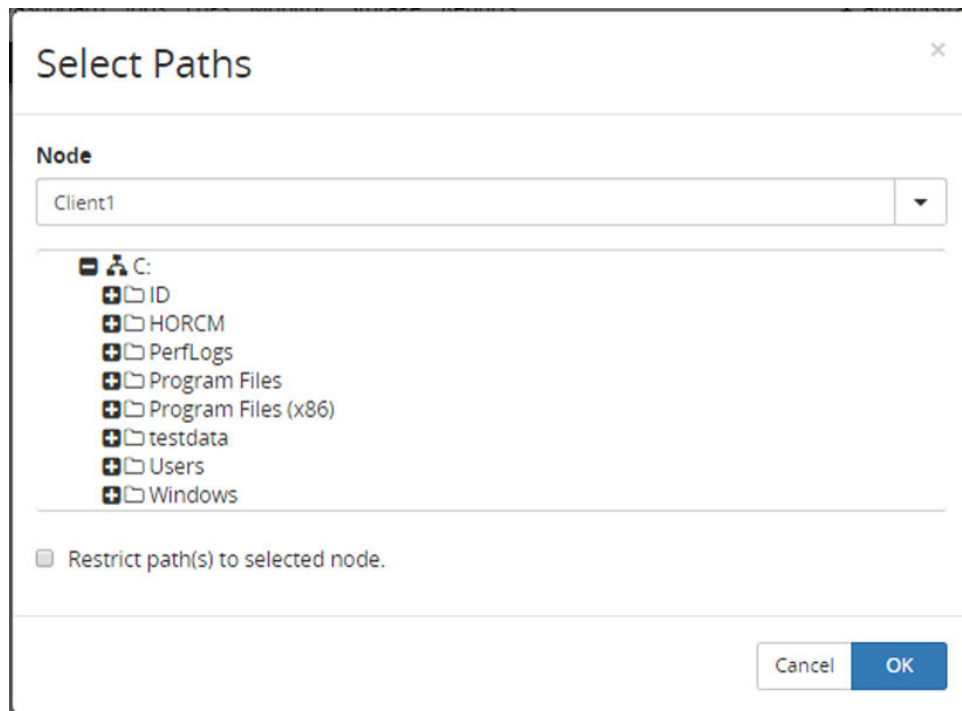 Select Paths
×
Node
Client1
C:
ID
HORCM
PerfLogs
Program Files
Program Files (x86)
testdata
Users
Windows
Restrict path(s) to selected node.
Cancel OK